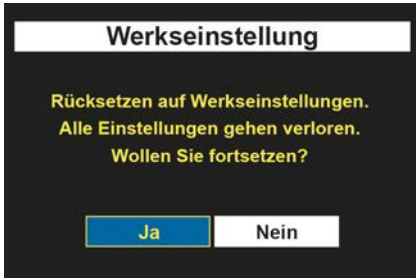 Werkseinstellung
Rücksetzen auf Werkseinstellungen.
Alle Einstellungen gehen verloren.
Wollen Sie fortsetzen?
Ja Nein